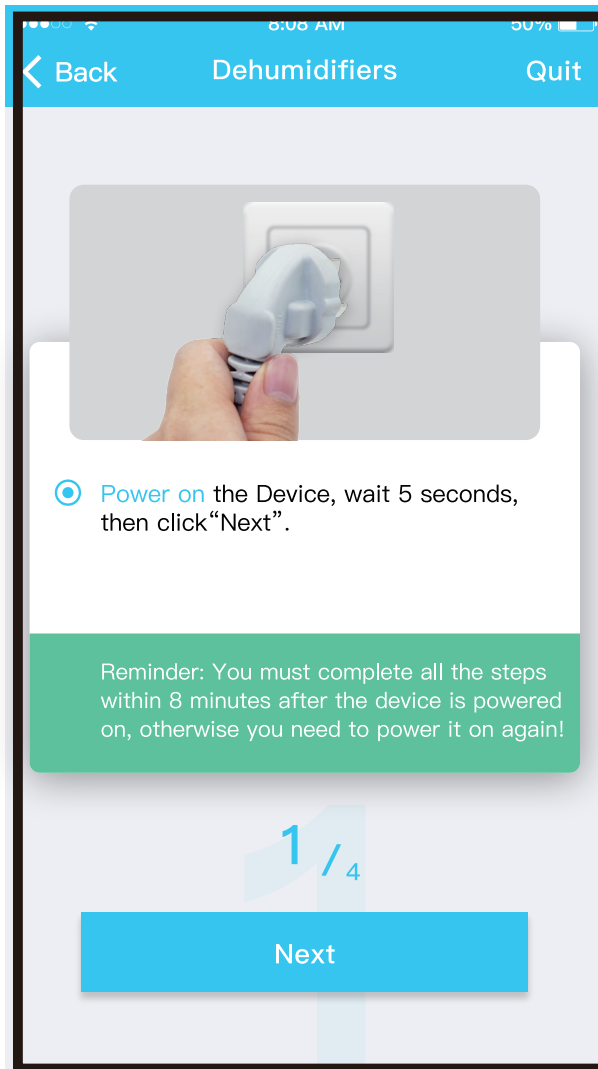 8:08 AM 50%
Back Dehumidifiers Quit
Power on the Device, wait 5 seconds,
then click“Next”.
Reminder: You must complete all the steps
within 8 minutes after the device is powered
on, otherwise you need to power it on again!
1
1 / 4
Next